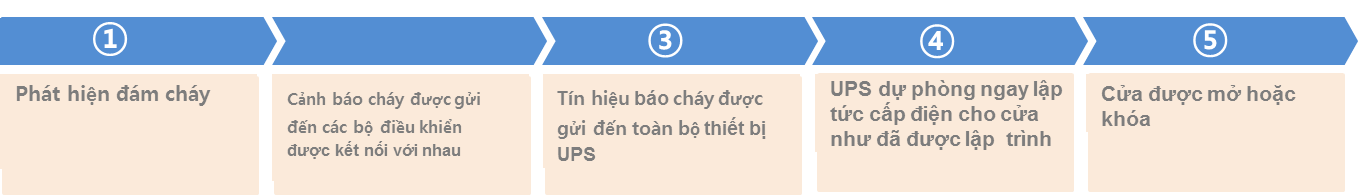 ①
③
④
⑤
Phát hiện đám cháy
Cảnh báo cháy được gửi
đến các bộ điều khiển
được kết nối với nhau
Tín hiệu báo cháy được
gửi đến toàn bộ thiết bị
UPS
UPS dự phòng ngay lập
tức cấp điện cho cửa
như đã được lập trình
Cửa được mở hoặc
khóa